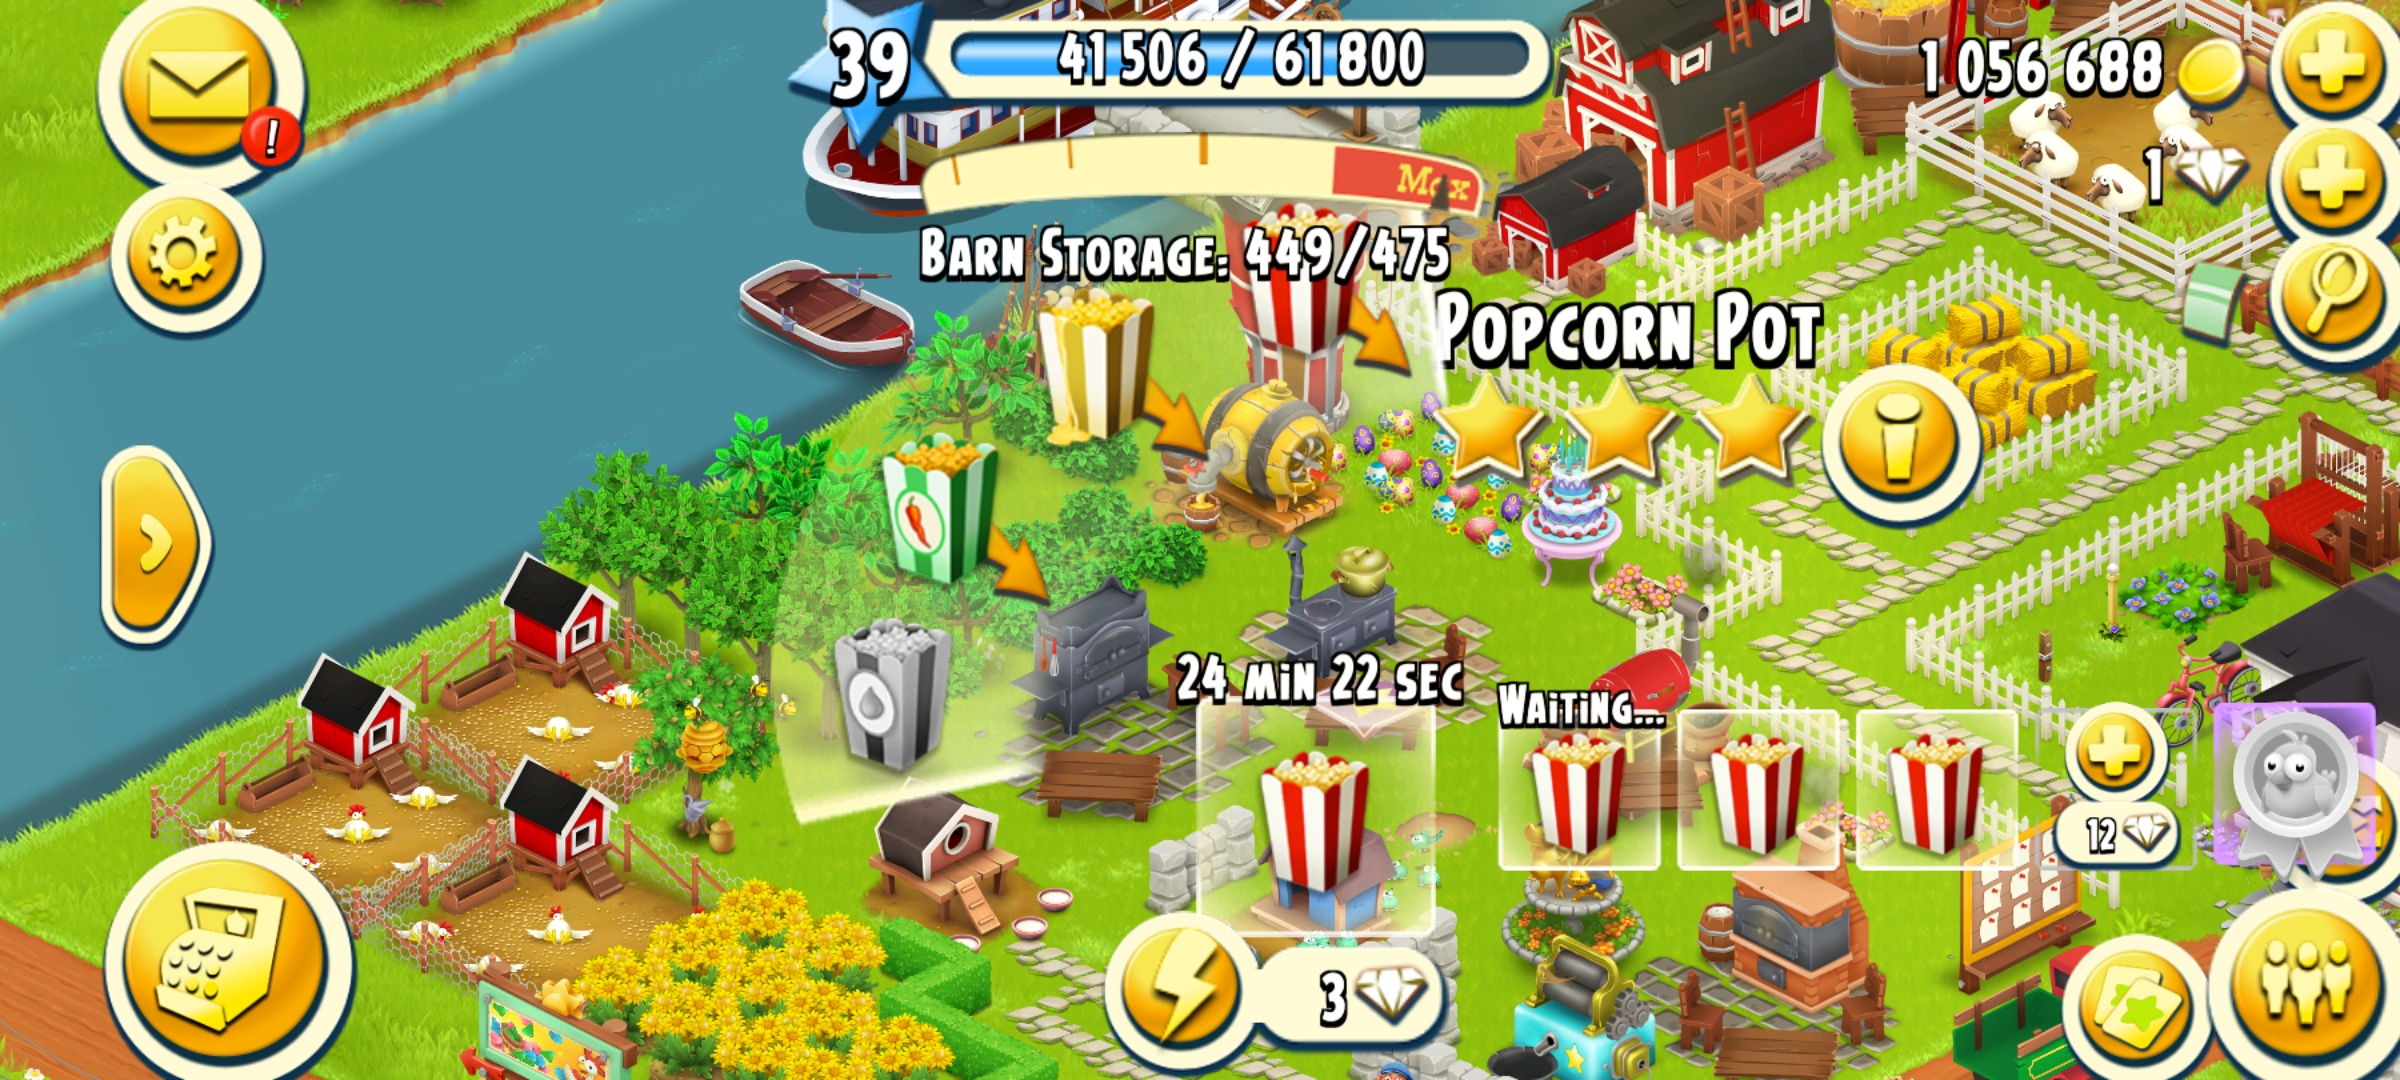 39
41 506 / 61 800
1 056 688
Max
1
Barn Storage: 449/475
Popcorn Pot
24 min 22 sec
Waiting...
12
3